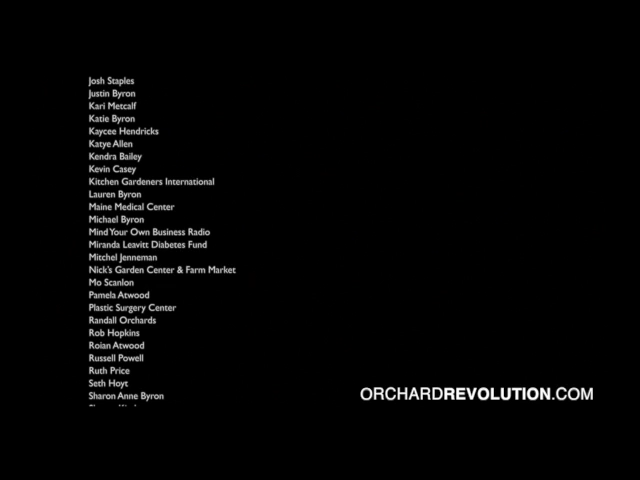 Josh Staples
Justin Byron
Kari Metcalf
Katie Byron
Kaycee Hendricks
Katye Allen
Kendra Bailey
Kevin Casey
Kitchen Gardeners International
Lauren Byron
Maine Medical Center
Michael Byron
Mind Your Own Business Radio
Miranda Leavitt Diabetes Fund
Mitchel Jenneman
Nick's Garden Center & Farm Market
Mo Scanlon
Pamela Atwood
Plastic Surgery Center
Randall Orchards
Rob Hopkins
Roian Atwood
Russell Powell
Ruth Price
Seth Hoyt
Sharon Anne Byron
ORCHARDREVOLUTION.COM